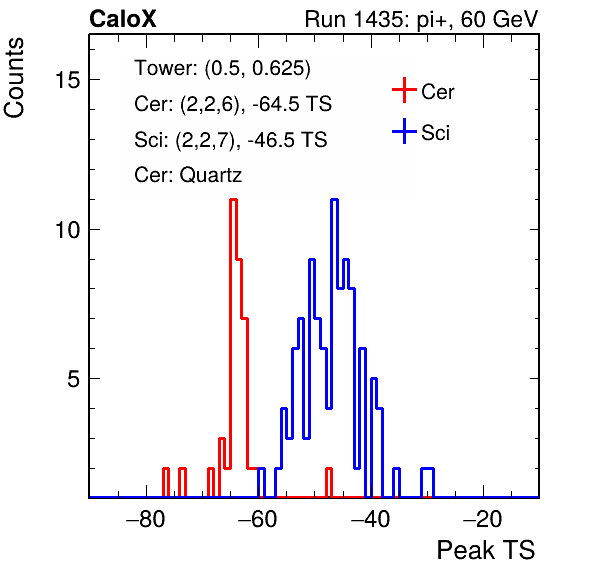 CaloX Run 1435: pi+, 60 GeV
Counts
Tower: (0.5, 0.625)
Cer: (2,2,6), -64.5 TS
Sci: (2,2,7), -46.5 TS
Cer: Quartz
Cer
Sci
15
10
5
−80 −60 −40 −20
Peak TS